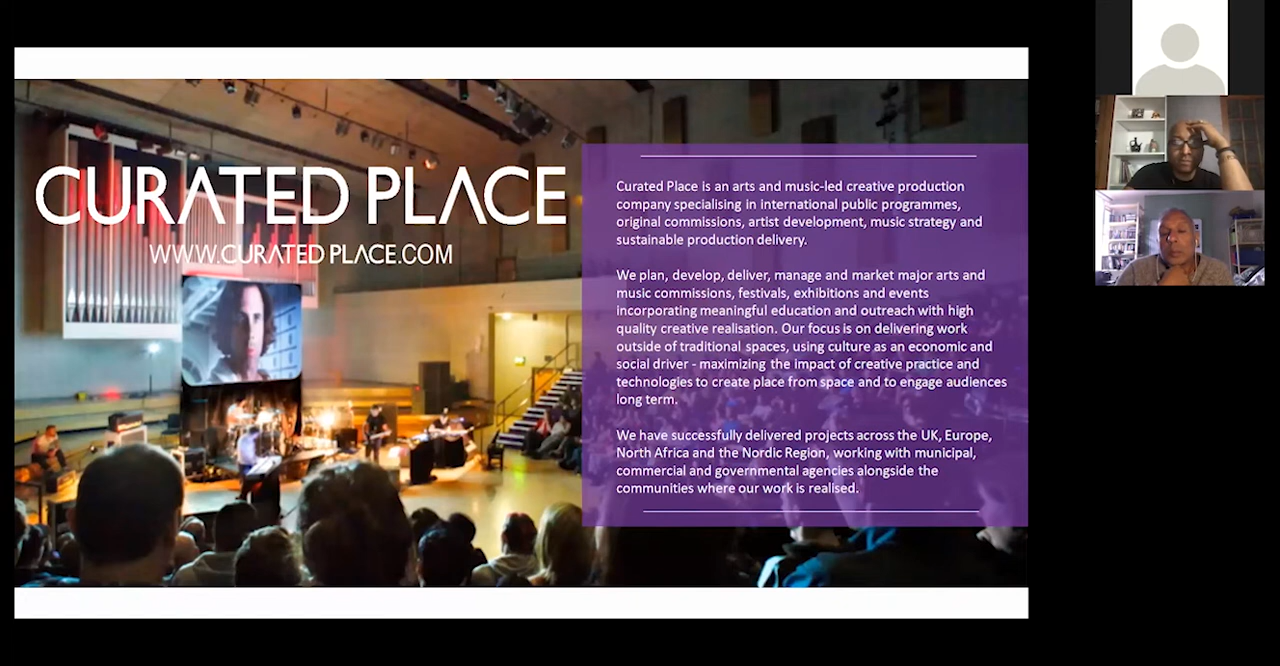 CURATED PLACE
WWW.CURATED PLACE.COM
Curated Place is an arts and music-led creative production
company specialising in international public programmes,
original commissions, artist development, music strategy and
sustainable production delivery.
We plan, develop, deliver, manage and market major arts and
music commissions, festivals, exhibitions and events
incorporating meaningful education and outreach with high
quality creative realisation. Our focus is on delivering work
outside of traditional spaces, using culture as an economic and
social driver - maximizing the impact of creative practice and
technologies to create place from space and to engage audiences
long term.
We have successfully delivered projects across the UK, Europe,
North Africa and the Nordic Region, working with municipal,
commercial and governmental agencies alongside the
communities where our work is realised.